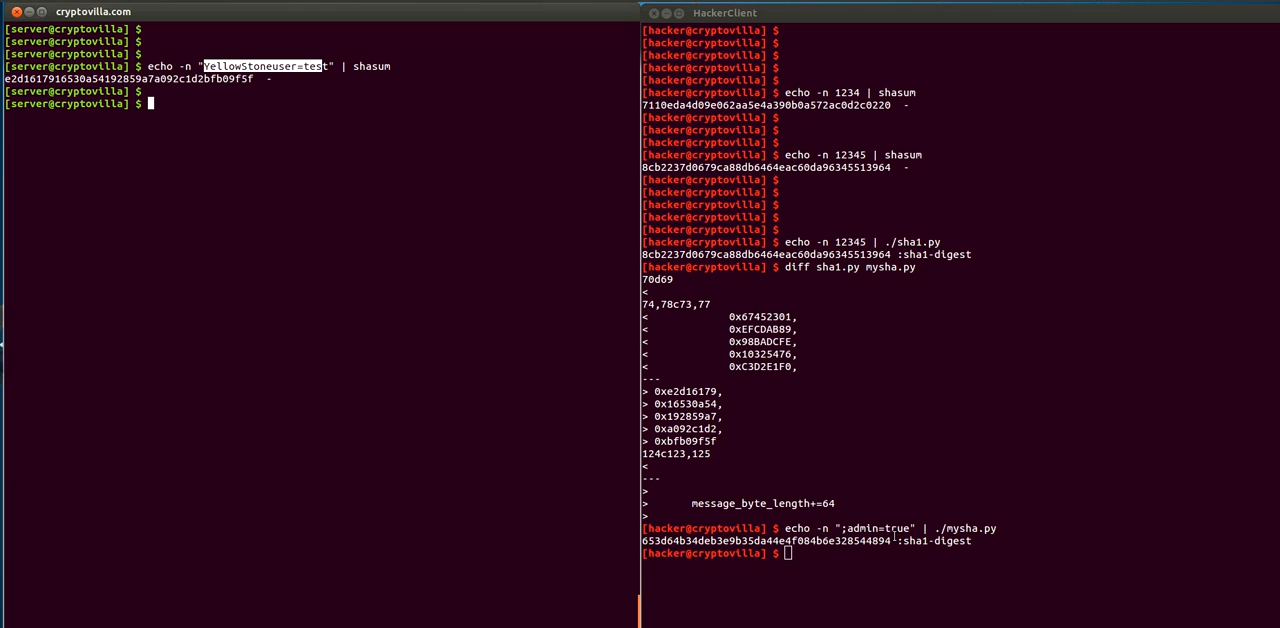 cryptovilla.com
[server@cryptovilla] $
[server@cryptovilla] $
[server@cryptovilla] $
[server@cryptovilla] $ echo -n "YellowStoneuser=test" | shasum
e2d1617916530a54192859a7a092c1d2bfb09f5f  -
[server@cryptovilla] $
[server@cryptovilla] $
HackerClient
[hacker@cryptovilla] $
[hacker@cryptovilla] $
[hacker@cryptovilla] $
[hacker@cryptovilla] $
[hacker@cryptovilla] $
[hacker@cryptovilla] $ echo -n 1234 | shasum
7110eda4d09e062aa5e4a390b0a572ac0d2c0220  -
[hacker@cryptovilla] $
[hacker@cryptovilla] $
[hacker@cryptovilla] $
[hacker@cryptovilla] $ echo -n 12345 | shasum
8cb2237d0679ca88db6464eac60da96345513964  -
[hacker@cryptovilla] $
[hacker@cryptovilla] $
[hacker@cryptovilla] $
[hacker@cryptovilla] $
[hacker@cryptovilla] $
[hacker@cryptovilla] $ echo -n 12345 | ./sha1.py
8cb2237d0679ca88db6464eac60da96345513964 :sha1-digest
[hacker@cryptovilla] $ diff sha1.py mysha.py
70d69
<
74,78c73,77
<             0x67452301,
<             0xEFCDAB89,
<             0x98BADCFE,
<             0x10325476,
<             0xC3D2E1F0,
---
> 0xe2d16179,
> 0x16530a54,
> 0x192859a7,
> 0xa092c1d2,
> 0xbfb09f5f
124c123,125
<
---
>
>       message_byte_length+=64
>
[hacker@cryptovilla] $ echo -n ";admin=true" | ./mysha.py
653d64b34deb3e9b35da44e4f084b6e328544894 :sha1-digest
[hacker@cryptovilla] $